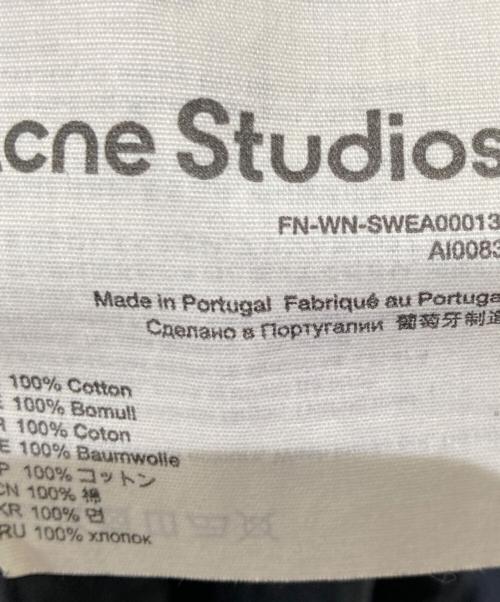 cne Studios
FN-WN-SWEA00013
AI0083
Made in Portugal Fabriqué au Portuga
Сделано в Португалии 葡萄牙制造
100% Cotton
E 100% Bomull
R 100% Coton
E 100% Baumwolle
P 100% コットン
CN 100% 棉
KR 100% 면
RU 100% хлопок